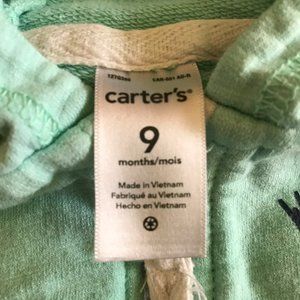 carter's®
9
months/mois
Made in Vietnam
Fabriqué au Vietnam
Hecho en Vietnam